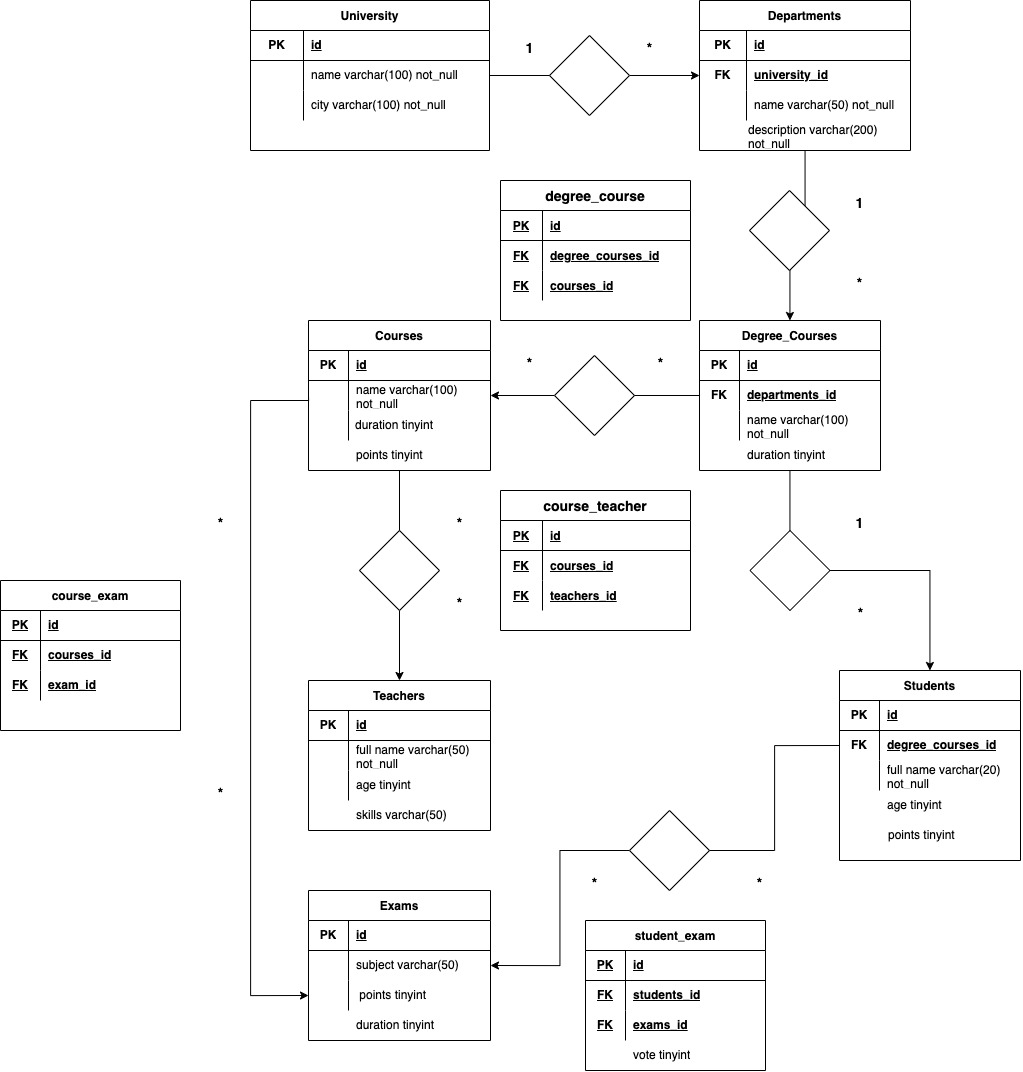 University
PK id
name varchar(100) not_null
city varchar(100) not_null
1
*
Departments
PK id
FK university_id
name varchar(50) not_null
description varchar(200)
not_null
1
*
degree_course
PK id
FK degree_courses_id
FK courses_id
Courses
PK id
name varchar(100)
not_null
duration tinyint
points tinyint
*
*
Degree_Courses
PK id
FK departments_id
name varchar(100)
not_null
duration tinyint
course_teacher
PK id
FK courses_id
FK teachers_id
*
*
*
1
*
course_exam
PK id
FK courses_id
FK exam_id
*
Teachers
PK id
full name varchar(50)
not_null
age tinyint
skills varchar(50)
Students
PK id
FK degree_courses_id
full name varchar(20)
not_null
age tinyint
points tinyint
*
*
Exams
PK id
subject varchar(50)
points tinyint
duration tinyint
student_exam
PK id
FK students_id
FK exams_id
vote tinyint